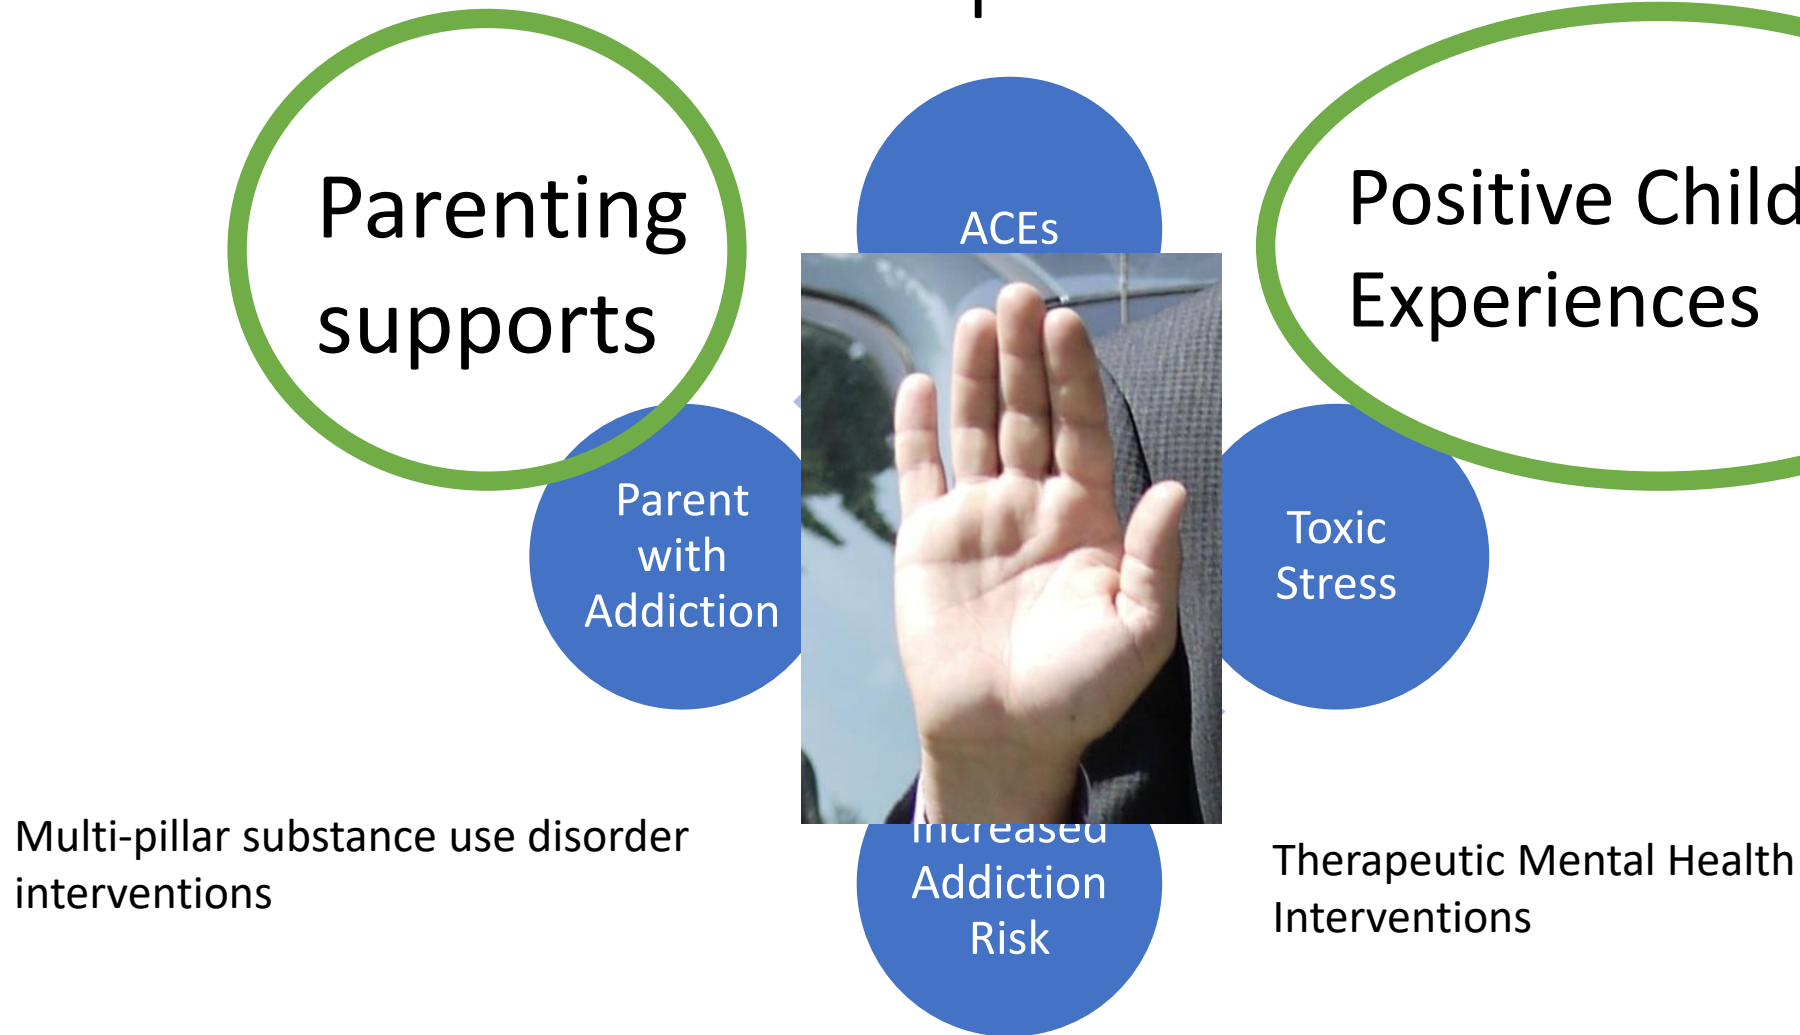 Parenting
supports
ACEs
Positive Child
Experiences
Parent
with
Addiction
Toxic
Stress
Multi-pillar substance use disorder
interventions
Increased
Addiction
Risk
Therapeutic Mental Health
Interventions